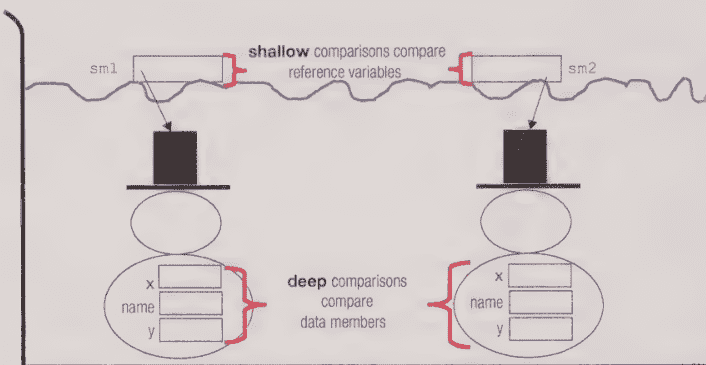 shallow comparisons compare
sm1
reference variables
sm2
x
name
y
deep comparisons
compare
data members
x
name
y